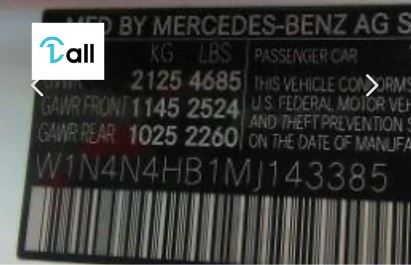 MFD BY MERCEDES-BENZ AG S
1call
KG LBS
2125 4685
GAWR FRONT 1145 2524
GAWR REAR 1025 2260
PASSENGER CAR
THIS VEHICLE CONFORMS
U.S. FEDERAL MOTOR VEH
AND THEFT PREVENTION S
ON THE DATE OF MANUFA
W1N4N4HB1MJ143385